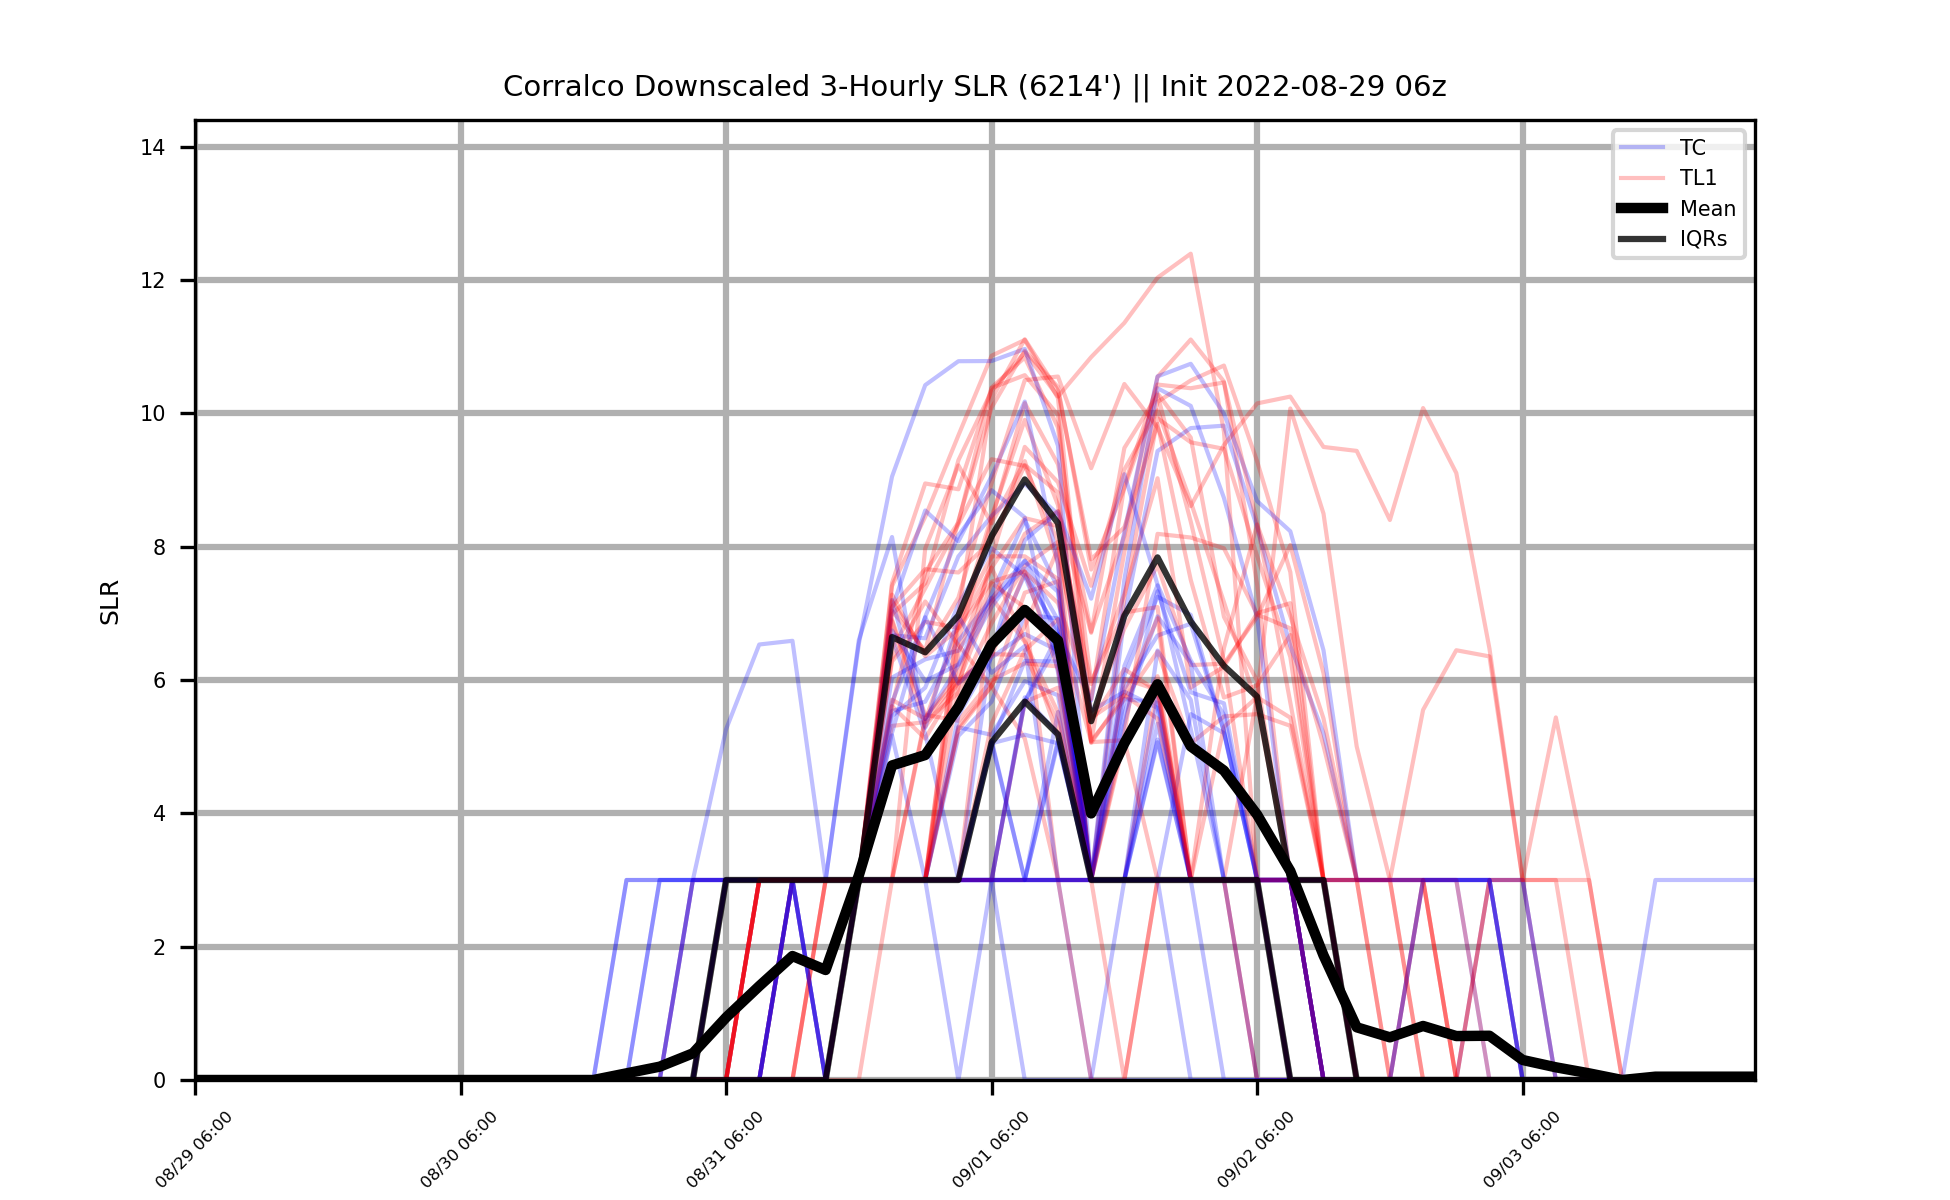 Corralco Downscaled 3-Hourly SLR (6214') || Init 2022-08-29 06z
TC
TL1
Mean
IQRs
14
12
10
8
6
4
2
0
SLR
08/29 06:00
08/30 06:00
08/31 06:00
09/01 06:00
09/02 06:00
09/03 06:00